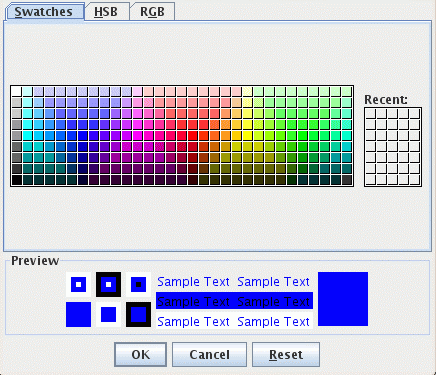 Swatches HSB RGB
Recent:
Preview
Sample Text Sample Text
Sample Text Sample Text
Sample Text Sample Text
OK Cancel Reset